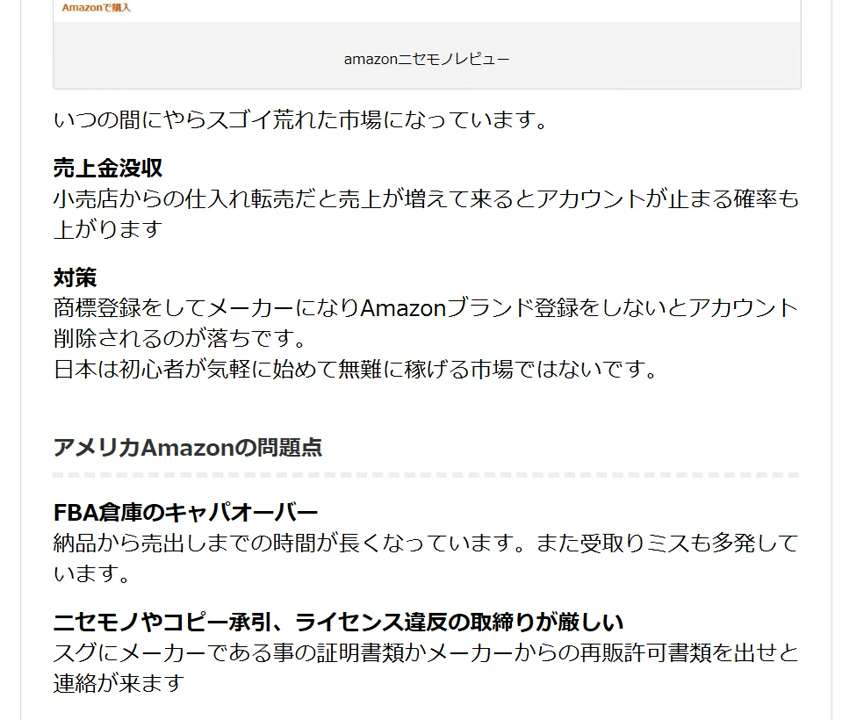 Amazonで購入
amazonニセモノレビュー
いつの間にやらスゴイ荒れた市場になっています。
売上金没収
小売店からの仕入れ転売だと売上が増えて来るとアカウントが止まる確率も
上がります
対策
商標登録をしてメーカーになりAmazonブランド登録をしないとアカウント
削除されるのが落ちです。
日本は初心者が気軽に始めて無難に稼げる市場ではないです。
アメリカAmazonの問題点
FBA倉庫のキャパオーバー
納品から売出しまでの時間が長くなっています。また受取りミスも多発して
います。
ニセモノやコピー承引、ライセンス違反の取締りが厳しい
スグにメーカーである事の証明書類かメーカーからの再販許可書類を出せと
連絡が来ます